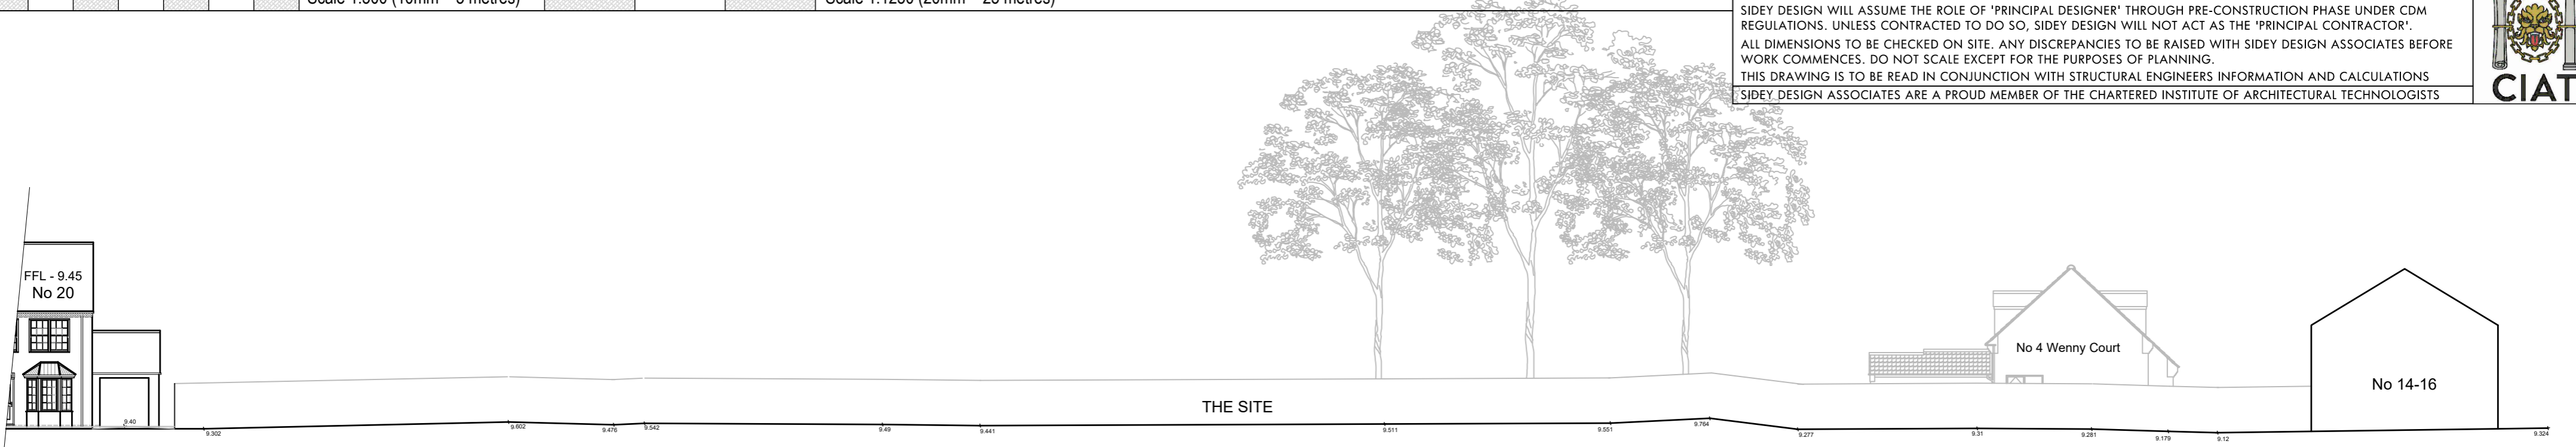 Scale 1:500 (10mm = 5 metres)
Scale 1:1250 (20mm = 25 metres)
SIDEY DESIGN WILL ASSUME THE ROLE OF 'PRINCIPAL DESIGNER' THROUGH PRE-CONSTRUCTION PHASE UNDER CDM
REGULATIONS. UNLESS CONTRACTED TO DO SO, SIDEY DESIGN WILL NOT ACT AS THE 'PRINCIPAL CONTRACTOR'.
ALL DIMENSIONS TO BE CHECKED ON SITE. ANY DISCREPANCIES TO BE RAISED WITH SIDEY DESIGN ASSOCIATES BEFORE
WORK COMMENCES. DO NOT SCALE EXCEPT FOR THE PURPOSES OF PLANNING.
THIS DRAWING IS TO BE READ IN CONJUNCTION WITH STRUCTURAL ENGINEERS INFORMATION AND CALCULATIONS
SIDEY DESIGN ASSOCIATES ARE A PROUD MEMBER OF THE CHARTERED INSTITUTE OF ARCHITECTURAL TECHNOLOGISTS
CIAT
FFL - 9.45
No 20
No 4 Wenny Court
No 14-16
THE SITE
9.40
9.302
9.602
9.476
9.542
9.49
9.441
9.511
9.551
9.764
9.277
9.31
9.281
9.179
9.12
9.324